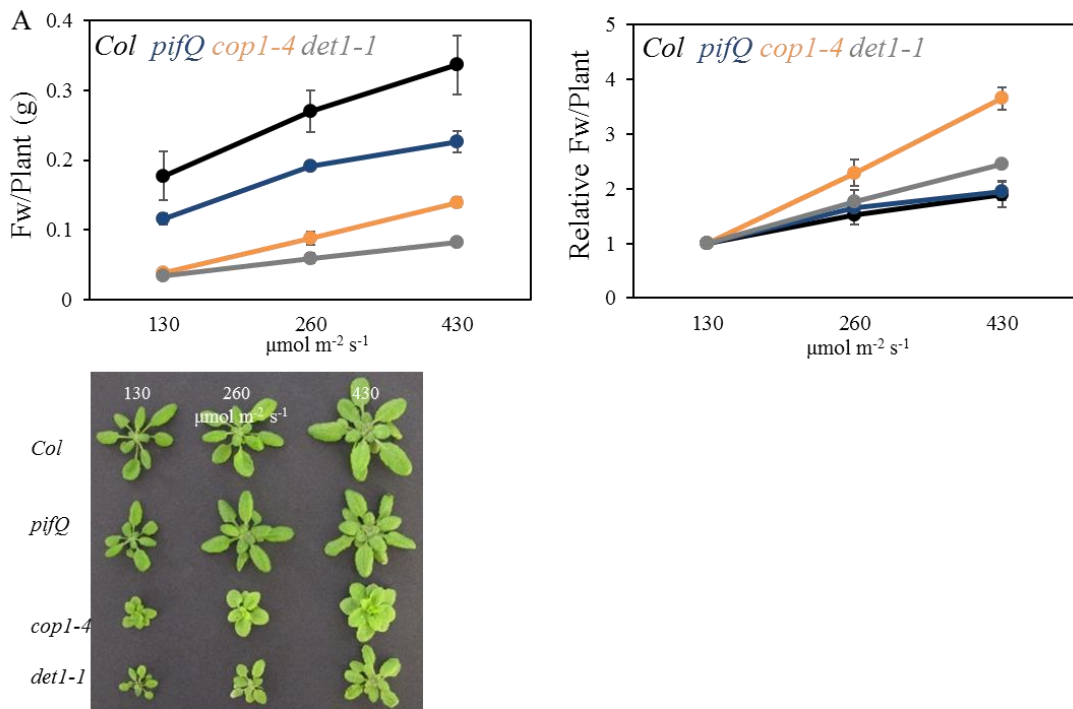 A
Col pifQ cop1-4 det1-1
Fw/Plant (g)
0.4
0.3
0.2
0.1
0
130
260
430
μmol m-2 s-1
Col pifQ cop1-4 det1-1
Relative Fw/Plant
5
4
3
2
1
0
130
260
430
μmol m-2 s-1
130
260
430
μmol m-2 s-1
Col
pifQ
cop1-4
det1-1